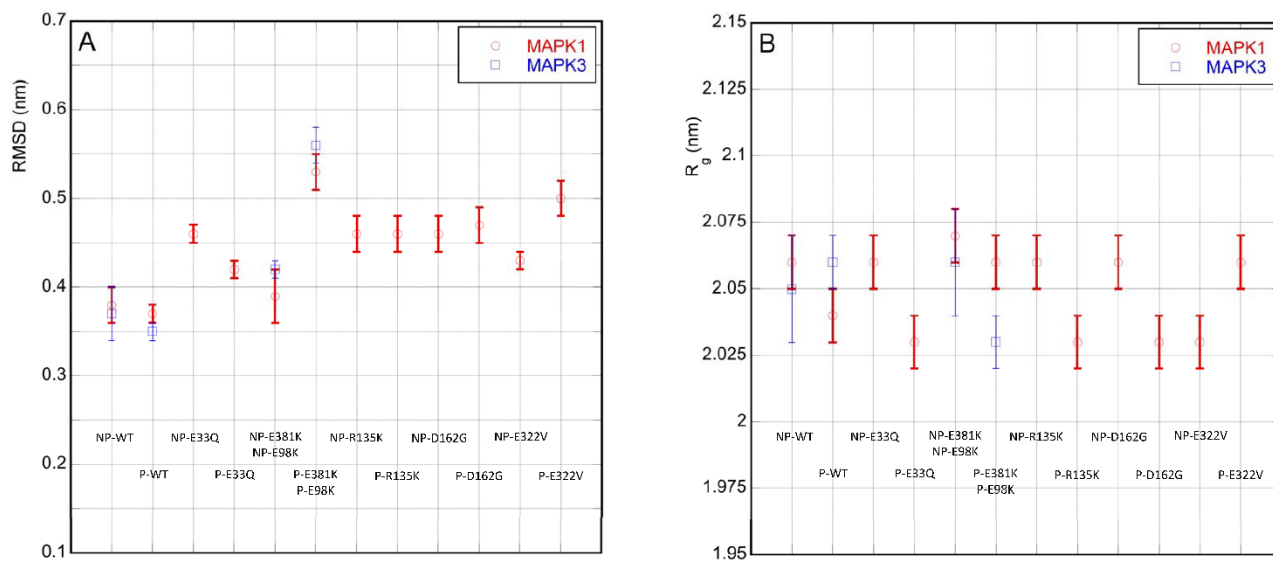 A
MAPK1
MAPK3
RMSD (nm)
0.7
0.6
0.5
0.4
0.3
0.2
0.1
NP-WT
NP-E33Q
NP-E381K
NP-E98K
NP-R135K
NP-D162G
NP-E322V
P-WT
P-E33Q
P-E381K
P-E98K
P-R135K
P-D162G
P-E322V
B
MAPK1
MAPK3
Rg (nm)
2.15
2.125
2.1
2.075
2.05
2.025
2
1.975
1.95
NP-WT
NP-E33Q
NP-E381K
NP-E98K
NP-R135K
NP-D162G
NP-E322V
P-WT
P-E33Q
P-E381K
P-E98K
P-R135K
P-D162G
P-E322V